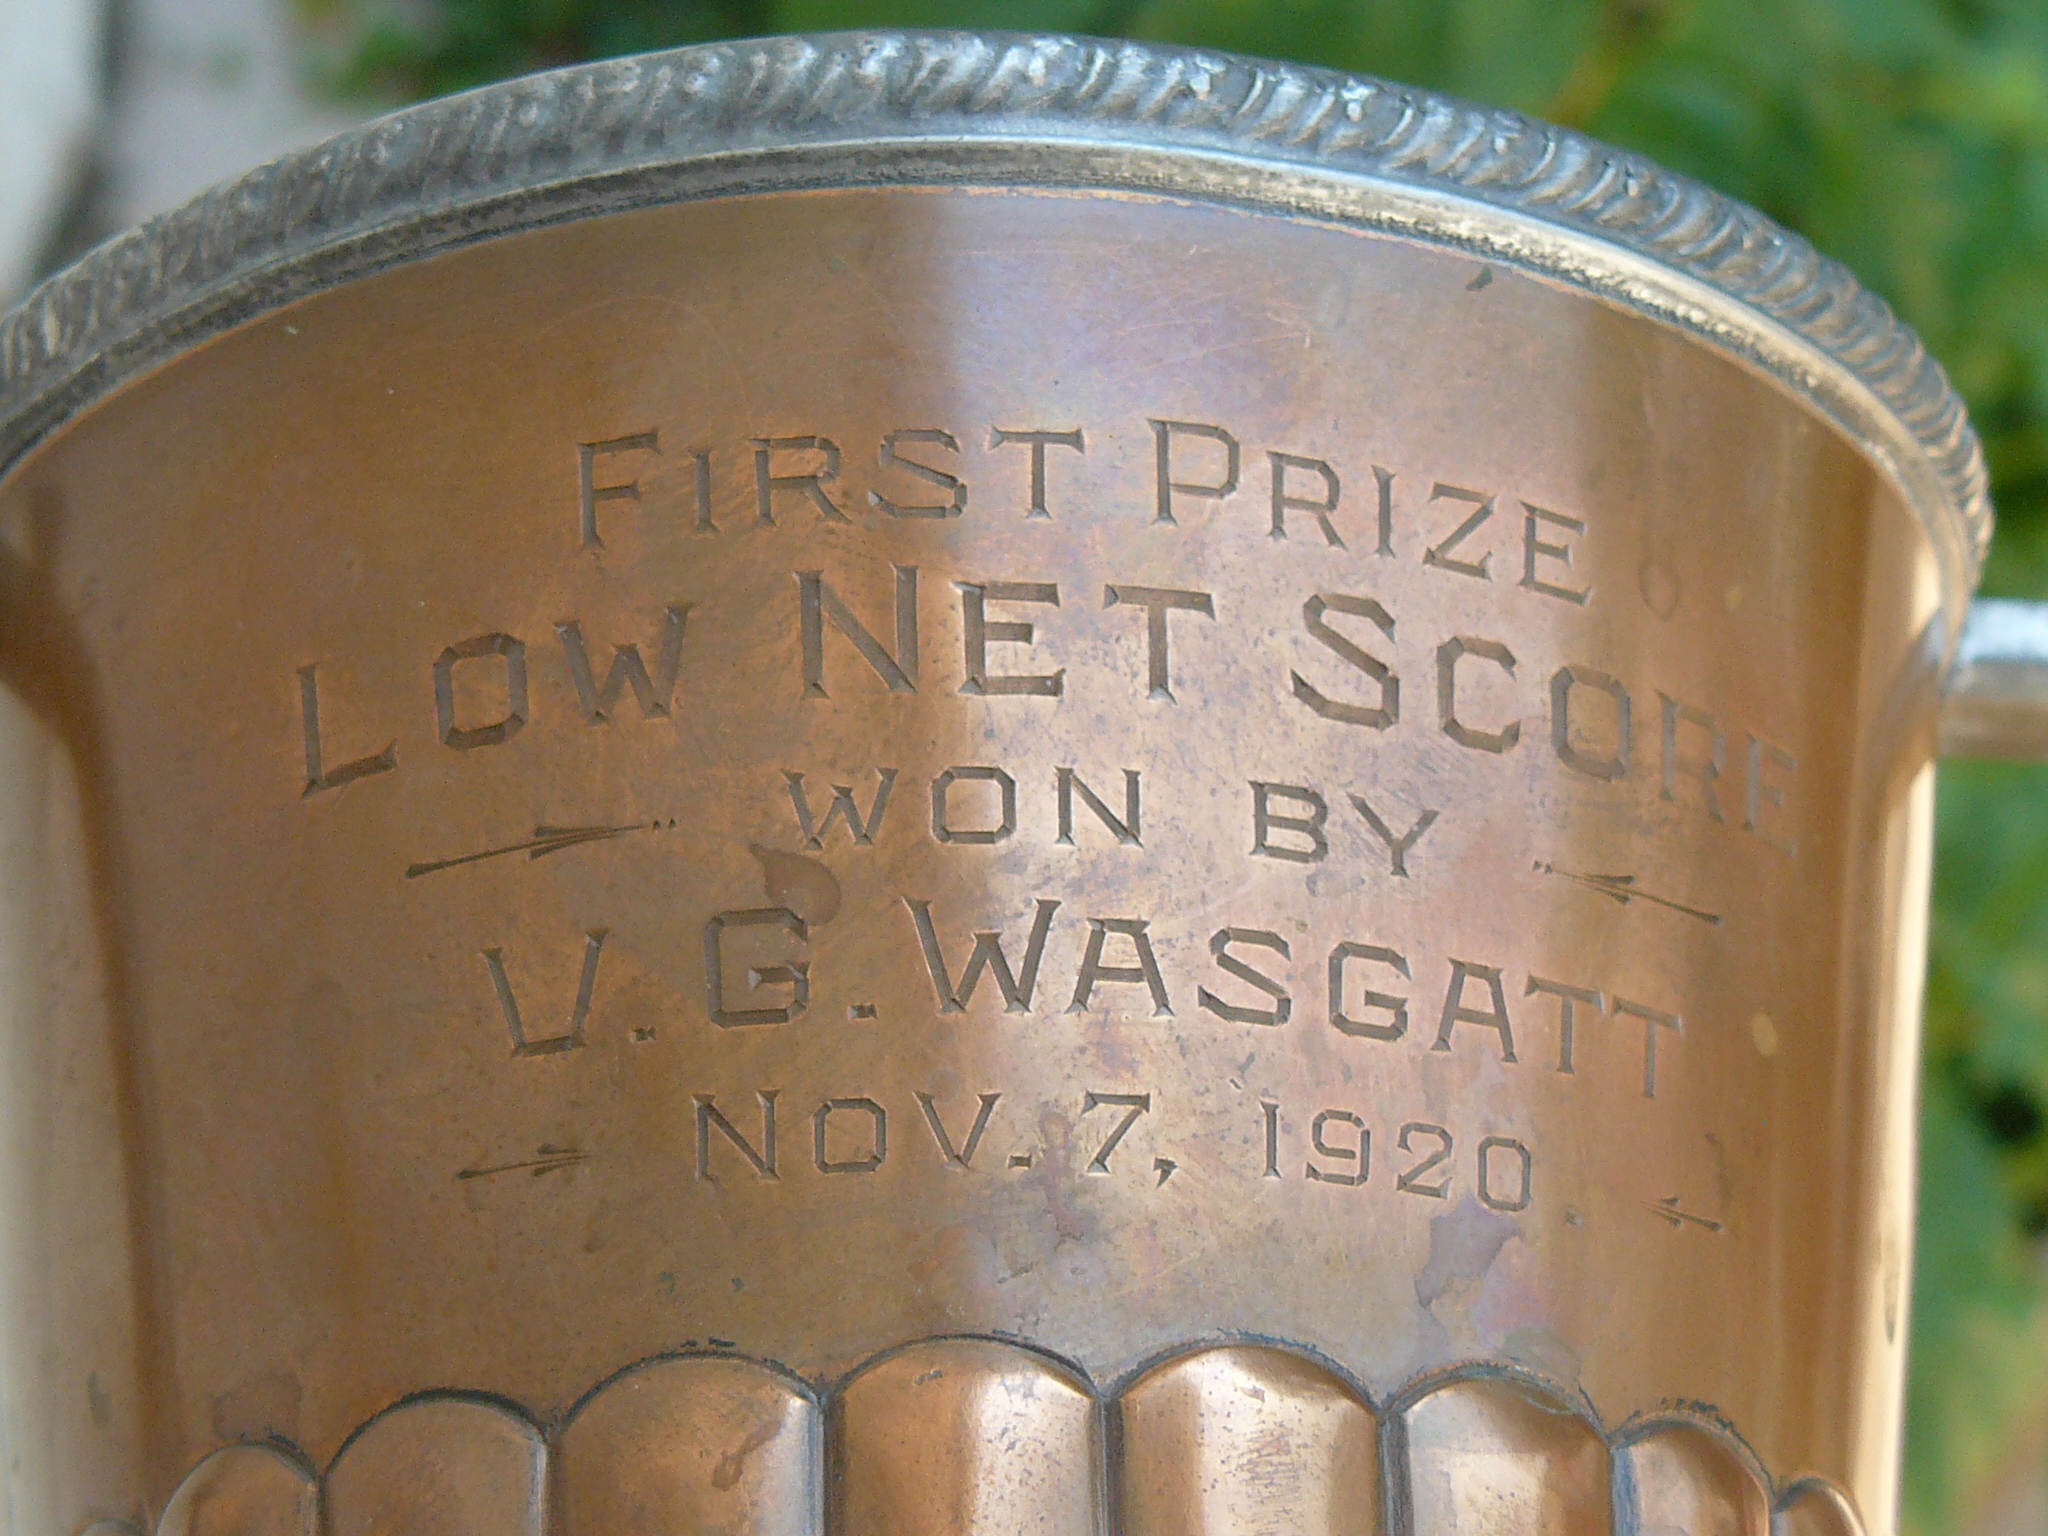 FIRST PRIZE
LOW NET SCORE
WON BY
V. G. WASGATT
NOV. 7, 1920.